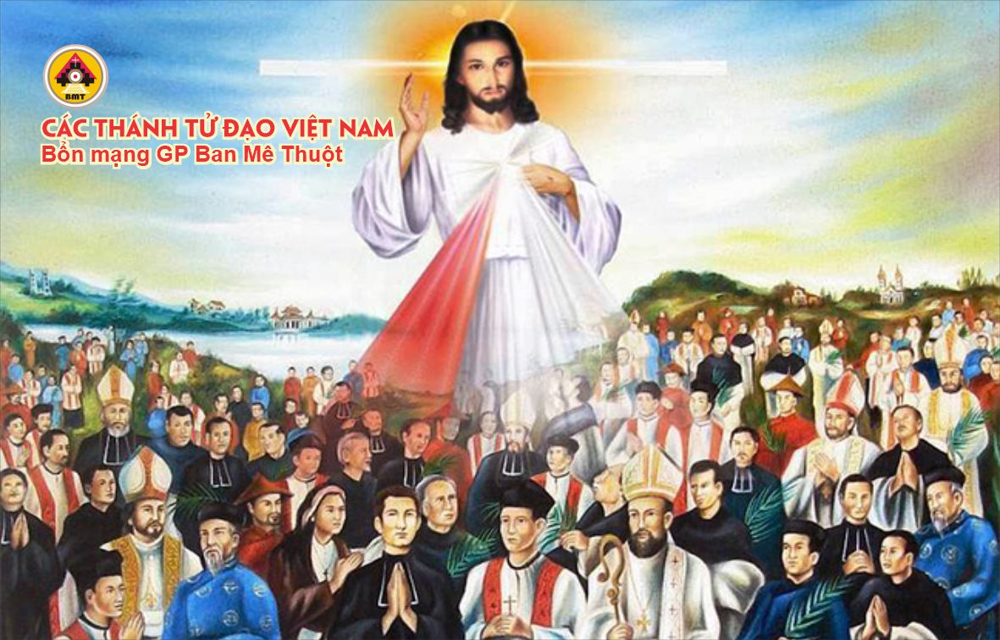 BMT
CÁC THÁNH TỬ ĐẠO VIỆT NAM
Bổn mạng GP Ban Mê Thuột